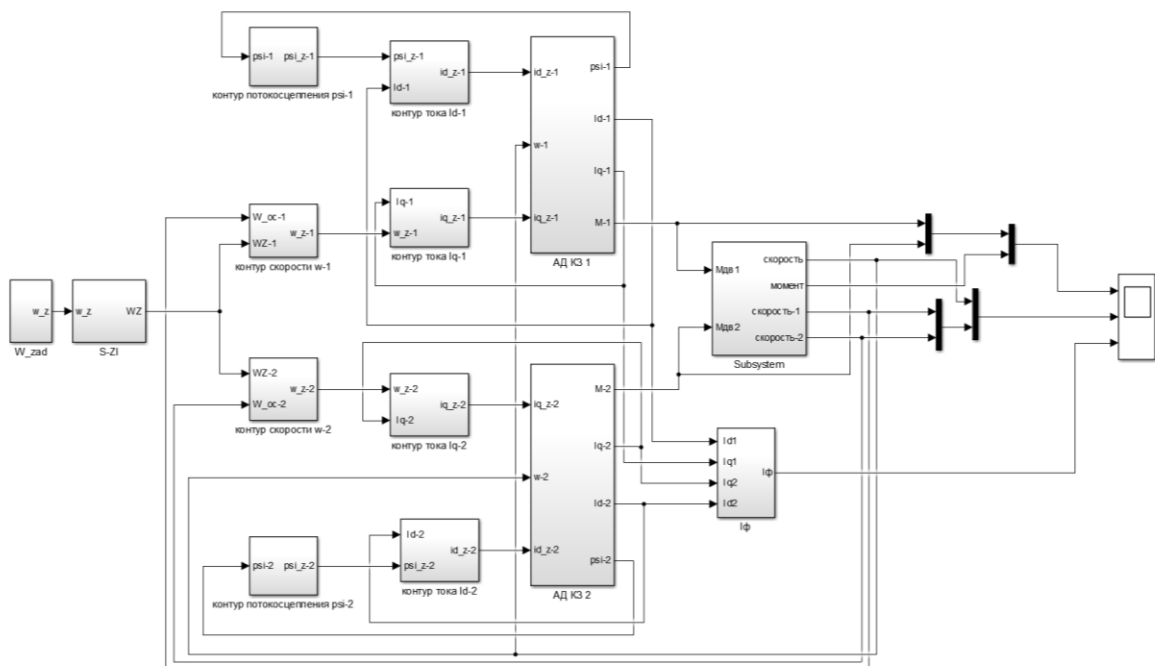 psi-1
psi_z-1
контур потокосцепления psi-1
psi_z-1
Id-1
id_z-1
контур тока Id-1
id_z-1
w-1
iq_z-1
psi-1
Id-1
Iq-1
M-1
АД КЗ 1
W_oc-1
WZ-1
w_z-1
контур скорости w-1
Iq-1
w_z-1
iq_z-1
контур тока Iq-1
w_z
W_zad
w_z
WZ
S-ZI
Mдв1
Mдв2
скорость
момент
скорость-1
скорость-2
Subsystem
WZ-2
W_oc-2
w_z-2
контур скорости w-2
w_z-2
Iq-2
iq_z-2
контур тока Iq-2
iq_z-2
w-2
id_z-2
M-2
Iq-2
Id-2
psi-2
АД КЗ 2
Id1
Iq1
Iq2
Id2
Iф
Iф
psi-2
psi_z-2
контур потокосцепления psi-2
Id-2
psi_z-2
id_z-2
контур тока Id-2